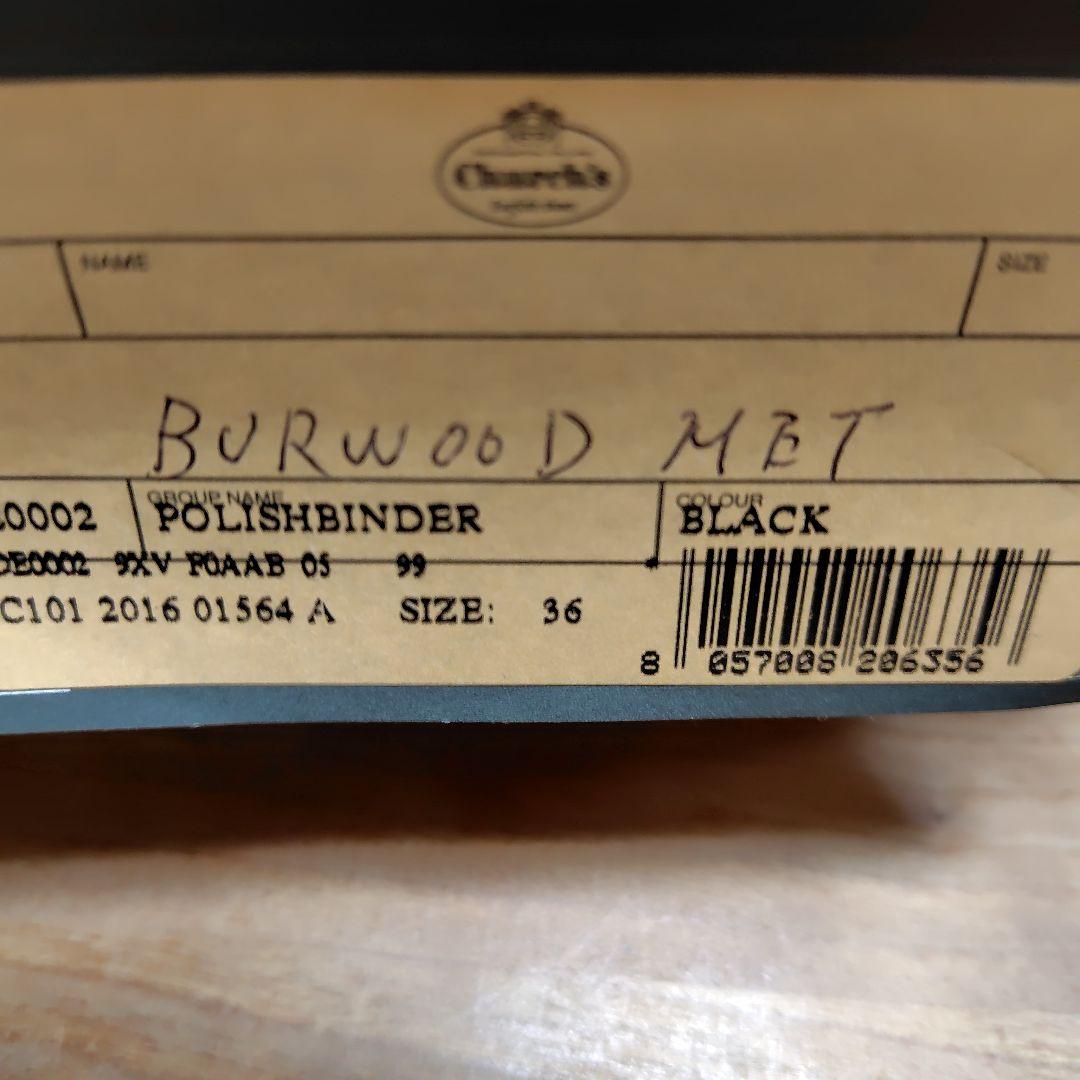 Church's
NAME
SIZE
BURWOOD MET
0002 GROUP NAME POLISHBINDER COLOUR BLACK
DE0002 9XV F0AAB 05 99
C101 2016 01564 A SIZE: 36
8 057008 206356